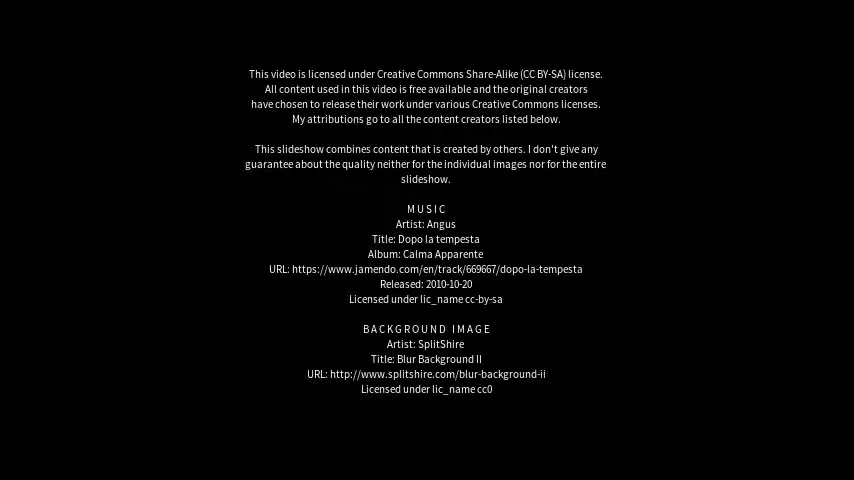 This video is licensed under Creative Commons Share-Alike (CC BY-SA) license.
All content used in this video is free available and the original creators
have chosen to release their work under various Creative Commons licenses.
My attributions go to all the content creators listed below.
This slideshow combines content that is created by others. I don't give any
guarantee about the quality neither for the individual images nor for the entire
slideshow.
MUSIC
Artist: Angus
Title: Dopo la tempesta
Album: Calma Apparente
URL: https://www.jamendo.com/en/track/669667/dopo-la-tempesta
Released: 2010-10-20
Licensed under lic_name cc-by-sa
BACKGROUND IMAGE
Artist: SplitShire
Title: Blur Background II
URL: http://www.splitshire.com/blur-background-ii
Licensed under lic_name cc0